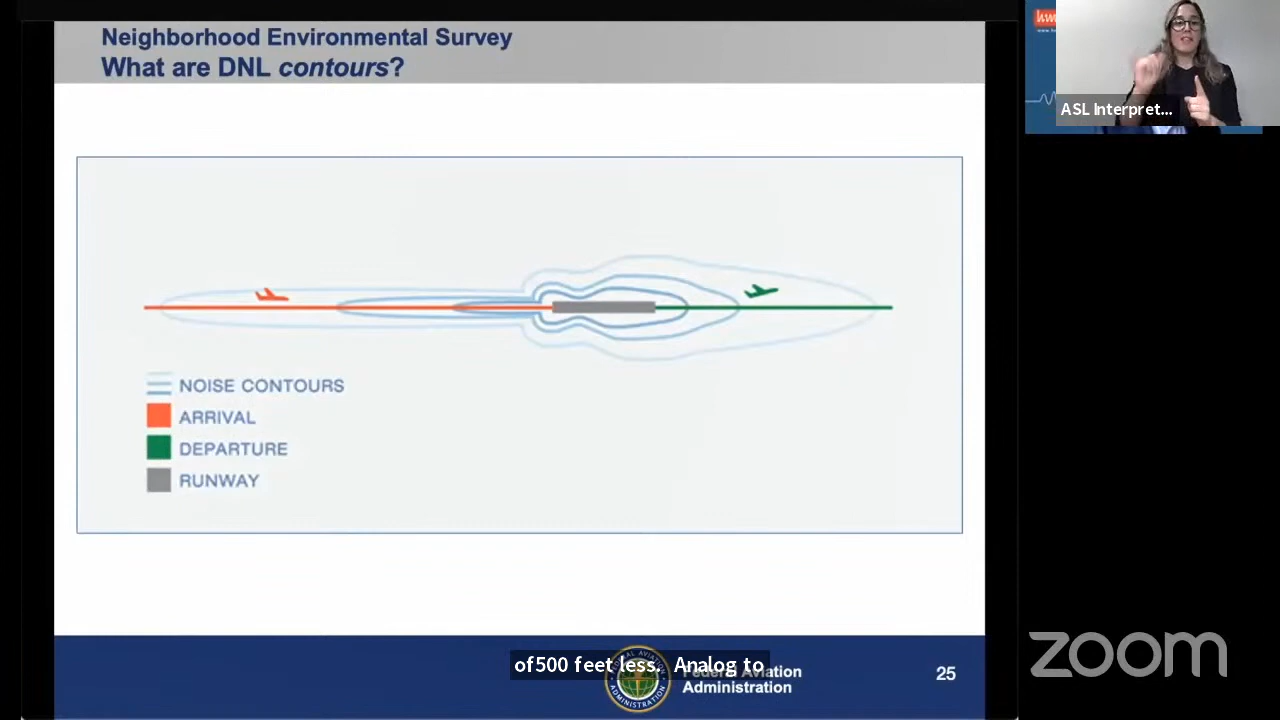 Neighborhood Environmental Survey
What are DNL contours?
NOISE CONTOURS
ARRIVAL
DEPARTURE
RUNWAY
of500 feet less. Analog to
Federal Aviation
Administration
25
ASL Interpret...
zoom